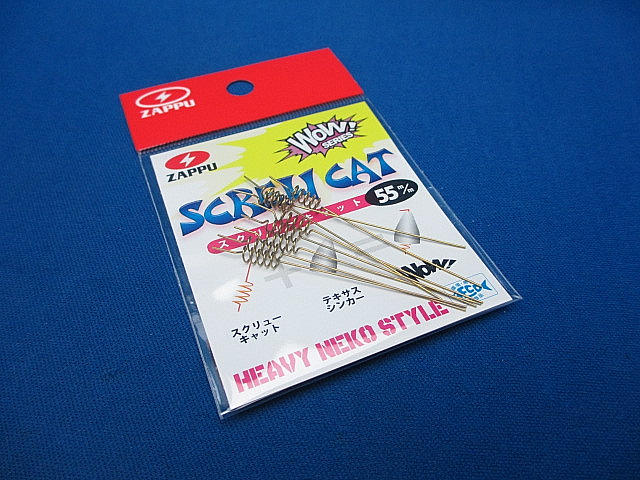 ZAPPU
WOW!
SERIES
ZAPPU
SCREW CAT
スクリューキャット
55m/m
WOW!
ECO
テキサス
シンカー
スクリュー
キャット
HEAVY NEKO STYLE